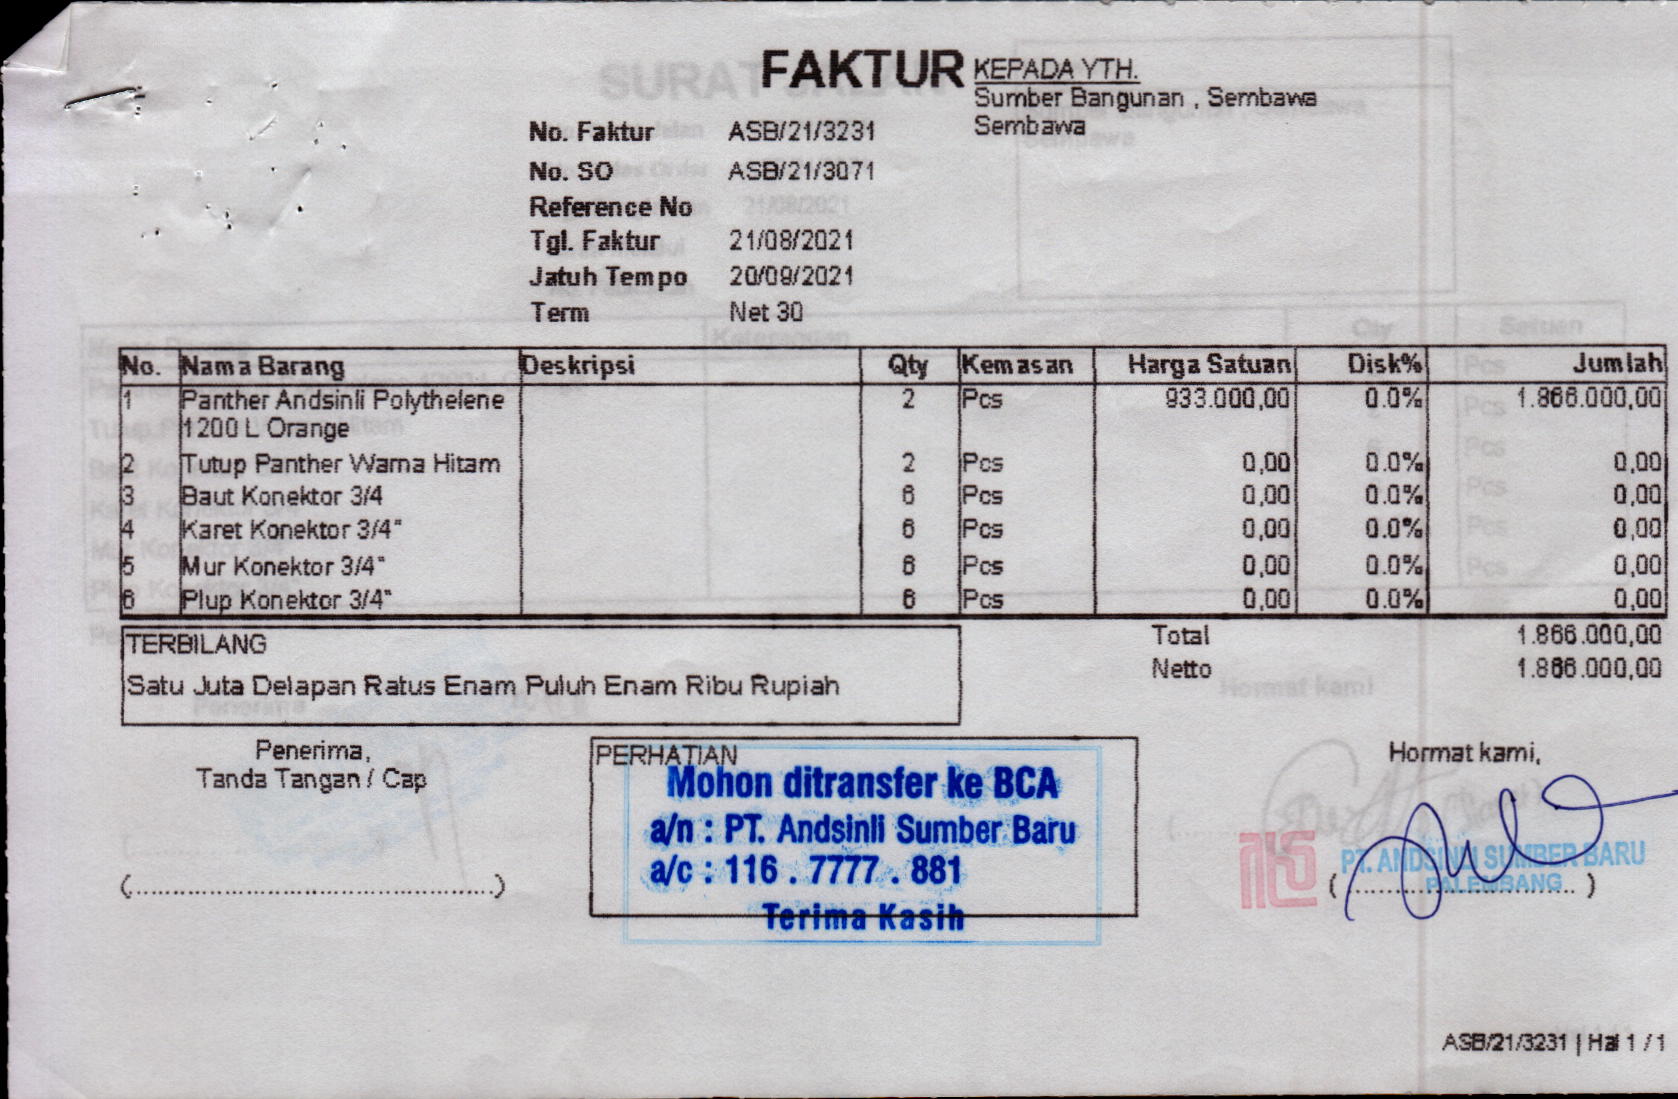 FAKTUR
KEPADA YTH.
Sumber Bangunan , Sembawa
Sembawa
No. Faktur ASB/21/3231
No. SO ASB/21/3071
Reference No
Tgl. Faktur 21/08/2021
Jatuh Tempo 20/09/2021
Term Net 30
No. Nama Barang Deskripsi Qty Kemasan Harga Satuan Disk% Jumlah
1 Panther Andsinli Polythelene 2 Pcs 933.000,00 0.0% 1.866.000,00
1200 L Orange
2 Tutup Panther Warna Hitam 2 Pcs 0,00 0.0% 0,00
3 Baut Konektor 3/4 6 Pcs 0,00 0.0% 0,00
4 Karet Konektor 3/4" 6 Pcs 0,00 0.0% 0,00
5 Mur Konektor 3/4" 6 Pcs 0,00 0.0% 0,00
6 Plup Konektor 3/4" 6 Pcs 0,00 0.0% 0,00
TERBILANG
Satu Juta Delapan Ratus Enam Puluh Enam Ribu Rupiah
Total 1.866.000,00
Netto 1.866.000,00
Penerima,
Tanda Tangan / Cap
PERHATIAN
Mohon ditransfer ke BCA
a/n : PT. Andsinli Sumber Baru
a/c : 116 . 7777 . 881
Terima Kasih
Hormat kami,
PT. ANDSINLI SUMBER BARU
PALEMBANG
ASB/21/3231 | Hal 1 / 1